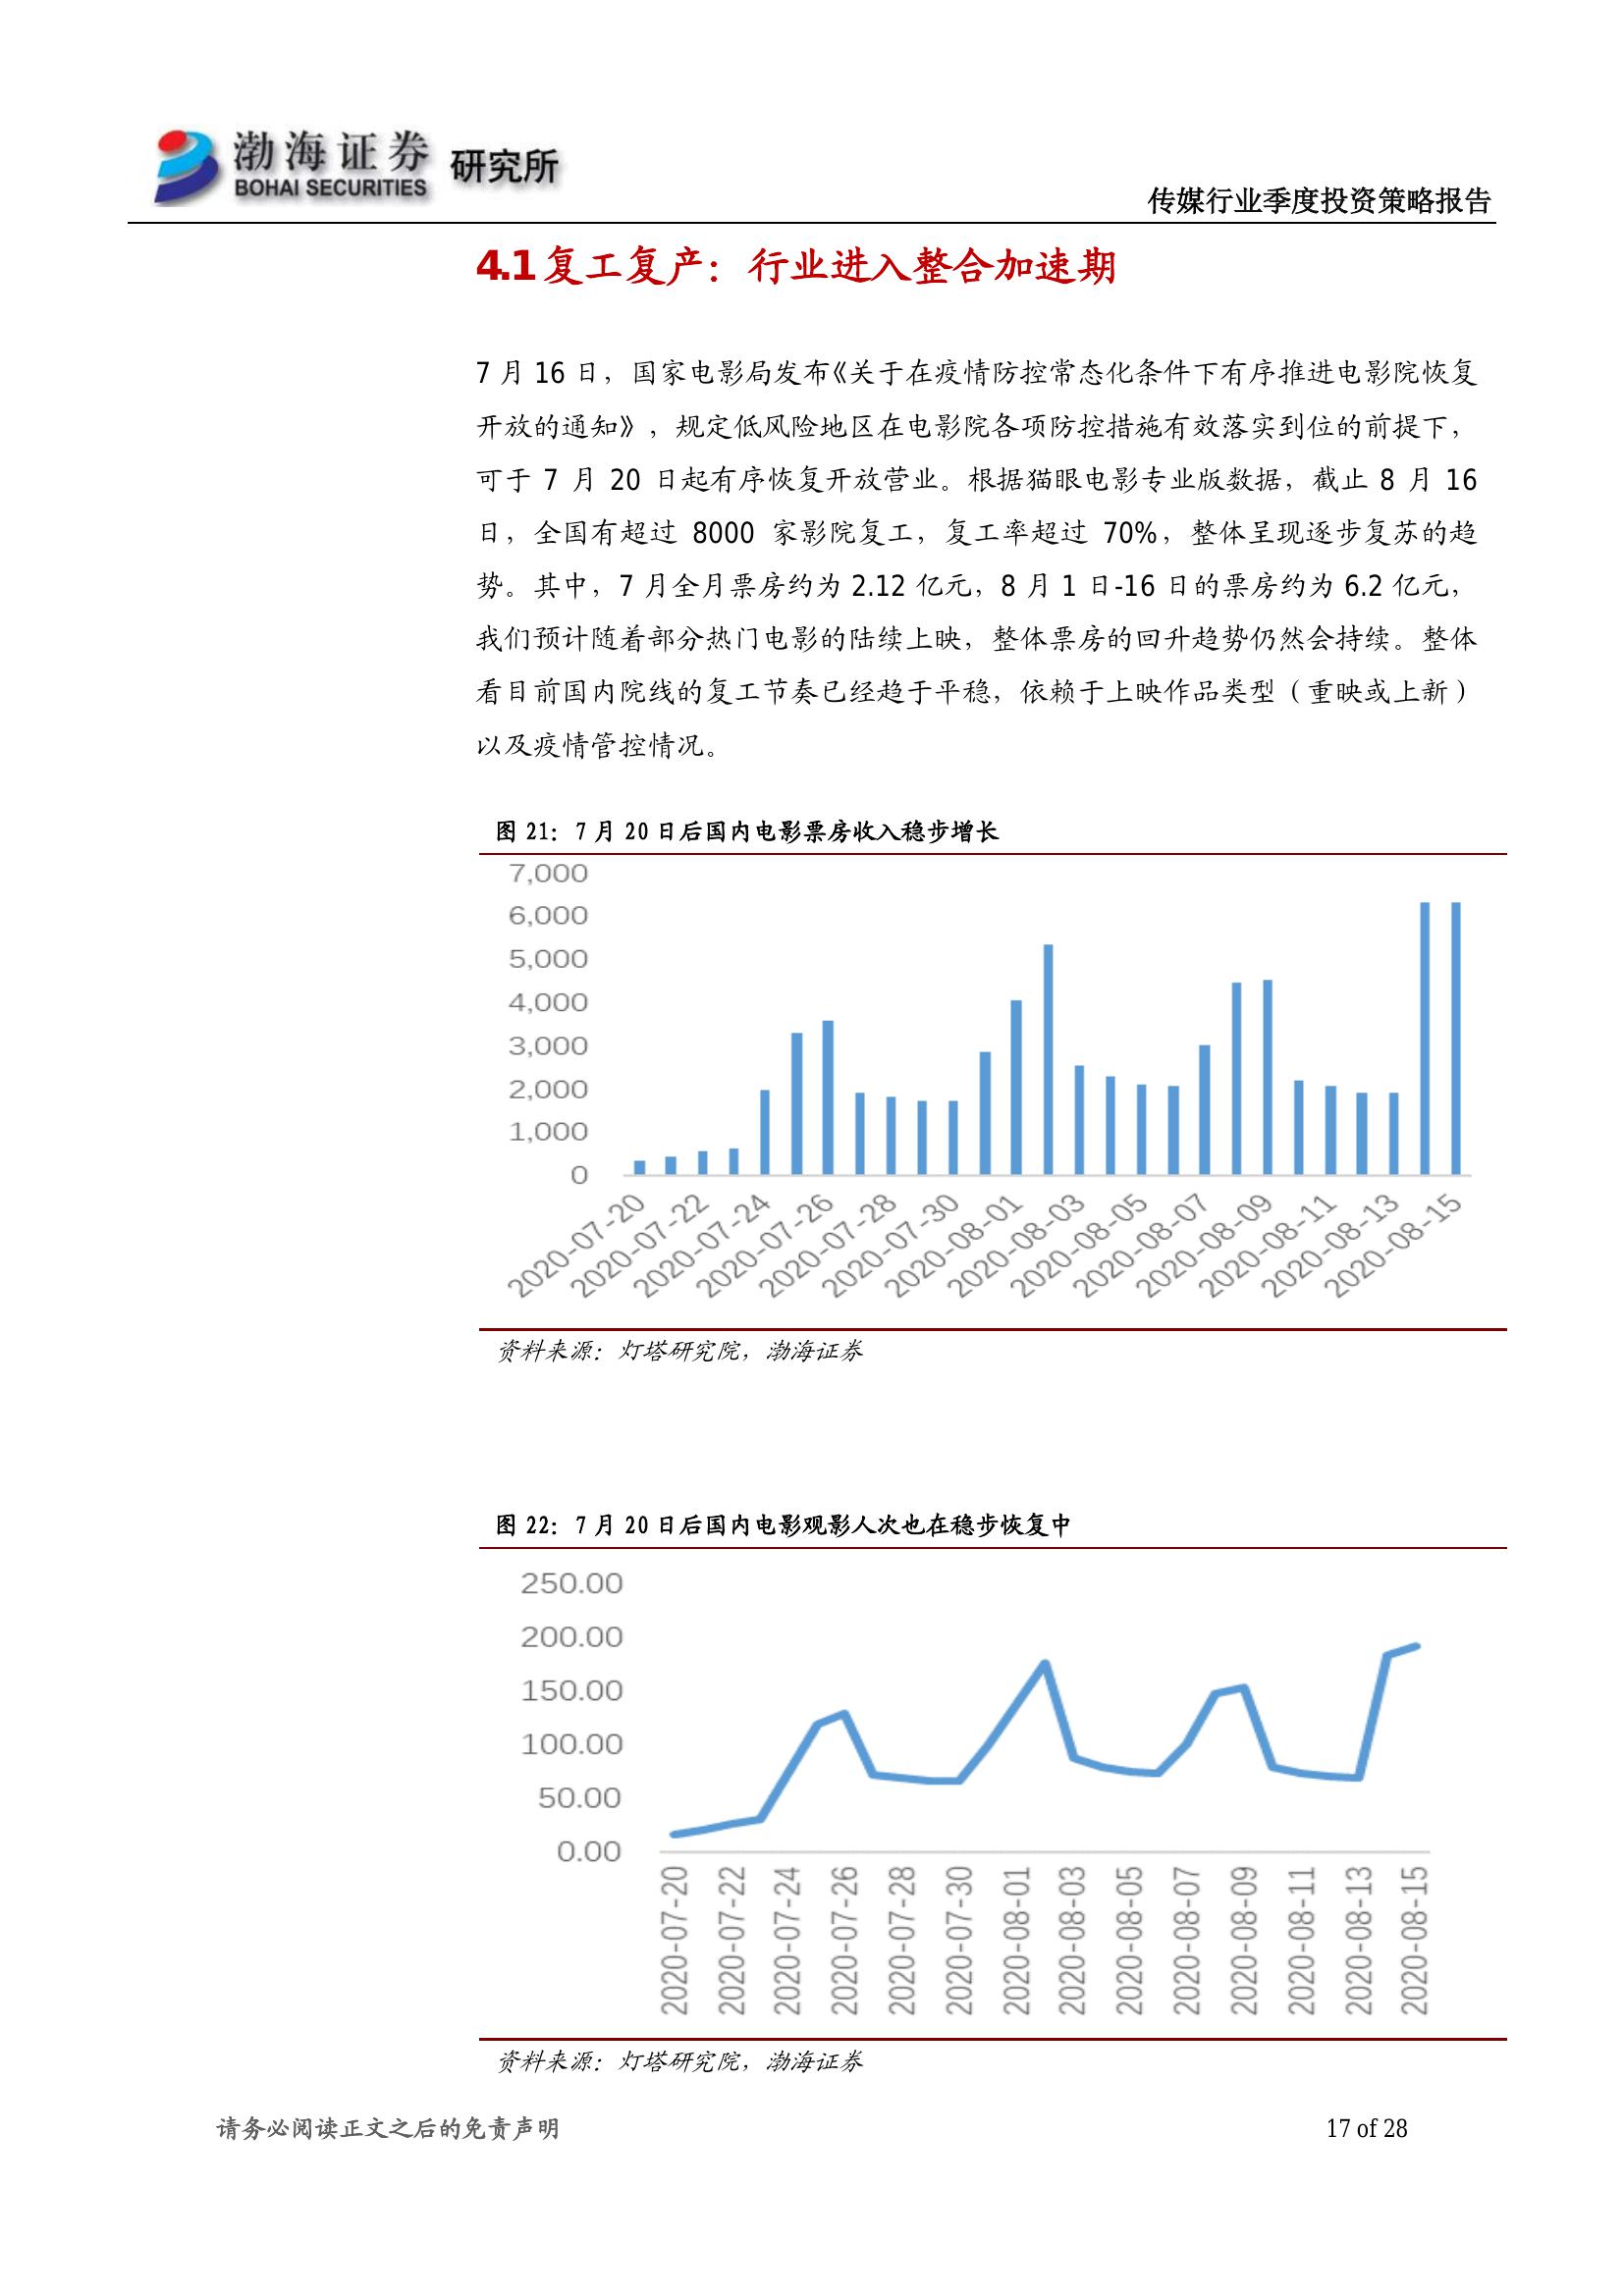 渤海证券 研究所
BOHAI SECURITIES
传媒行业季度投资策略报告
4.1 复工复产：行业进入整合加速期
7 月 16 日，国家电影局发布《关于在疫情防控常态化条件下有序推进电影院恢复
开放的通知》，规定低风险地区在电影院各项防控措施有效落实到位的前提下，
可于 7 月 20 日起有序恢复开放营业。根据猫眼电影专业版数据，截止 8 月 16
日，全国有超过 8000 家影院复工，复工率超过 70%，整体呈现逐步复苏的趋
势。其中，7 月全月票房约为 2.12 亿元，8 月 1 日-16 日的票房约为 6.2 亿元，
我们预计随着部分热门电影的陆续上映，整体票房的回升趋势仍然会持续。整体
看目前国内院线的复工节奏已经趋于平稳，依赖于上映作品类型（重映或上新）
以及疫情管控情况。
图 21：7 月 20 日后国内电影票房收入稳步增长
7,000
6,000
5,000
4,000
3,000
2,000
1,000
0
2020-07-20
2020-07-22
2020-07-24
2020-07-26
2020-07-28
2020-07-30
2020-08-01
2020-08-03
2020-08-05
2020-08-07
2020-08-09
2020-08-11
2020-08-13
2020-08-15
资料来源：灯塔研究院，渤海证券
图 22：7 月 20 日后国内电影观影人次也在稳步恢复中
250.00
200.00
150.00
100.00
50.00
0.00
2020-07-20
2020-07-22
2020-07-24
2020-07-26
2020-07-28
2020-07-30
2020-08-01
2020-08-03
2020-08-05
2020-08-07
2020-08-09
2020-08-11
2020-08-13
2020-08-15
资料来源：灯塔研究院，渤海证券
请务必阅读正文之后的免责声明
17 of 28